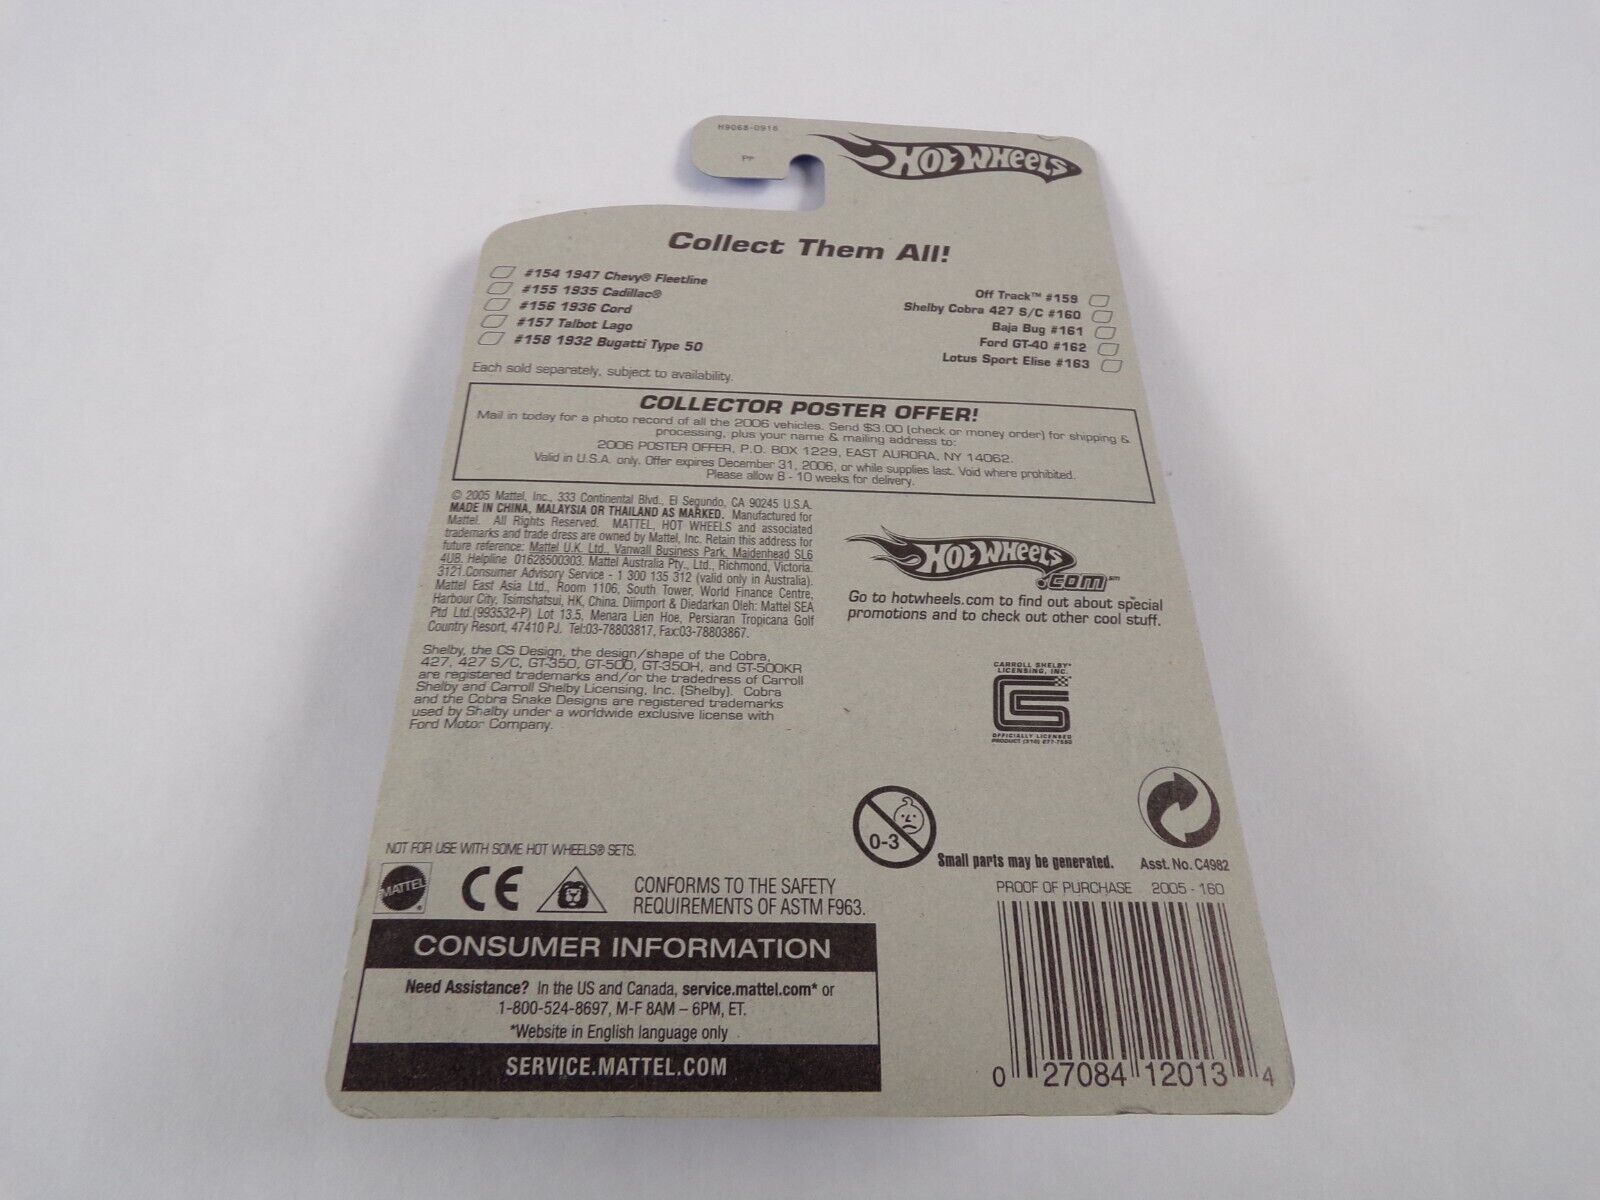 H9068-0916
PP
HOT WHEELS
Collect Them All!
#154 1947 Chevy® Fleetline
#155 1935 Cadillac®
#156 1936 Cord
#157 Talbot Lago
#158 1932 Bugatti Type 50
Off Track™ #159
Shelby Cobra 427 S/C #160
Baja Bug #161
Ford GT-40 #162
Lotus Sport Elise #163
Each sold separately, subject to availability.
COLLECTOR POSTER OFFER!
Mail in today for a photo record of all the 2006 vehicles. Send $3.00 (check or money order) for shipping &
processing, plus your name & mailing address to:
2006 POSTER OFFER, P.O. BOX 1229, EAST AURORA, NY 14062.
Valid in U.S.A. only. Offer expires December 31, 2006, or while supplies last. Void where prohibited.
Please allow 8 - 10 weeks for delivery.
© 2005 Mattel, Inc., 333 Continental Blvd., El Segundo, CA 90245 U.S.A.
MADE IN CHINA, MALAYSIA OR THAILAND AS MARKED. Manufactured for
Mattel. All Rights Reserved. MATTEL, HOT WHEELS and associated
trademarks and trade dress are owned by Mattel, Inc. Retain this address for
future reference: Mattel U.K. Ltd., Vanwall Business Park, Maidenhead SL6
4UB. Helpline 01628500303. Mattel Australia Pty., Ltd., Richmond, Victoria.
3121.Consumer Advisory Service - 1 300 135 312 (valid only in Australia).
Mattel East Asia Ltd., Room 1106, South Tower, World Finance Centre,
Harbour City, Tsimshatsui, HK, China. Diimport & Diedarkan Oleh: Mattel SEA
Ptd Ltd.(993532-P) Lot 13.5, Menara Lien Hoe, Persiaran Tropicana Golf
Country Resort, 47410 PJ. Tel:03-78803817, Fax:03-78803867.
HOT WHEELS
.com℠
Go to hotwheels.com to find out about special
promotions and to check out other cool stuff.
Shelby, the CS Design, the design/shape of the Cobra,
427, 427 S/C, GT-350, GT-500, GT-350H, and GT-500KR
are registered trademarks and/or the tradedress of Carroll
Shelby and Carroll Shelby Licensing, Inc. (Shelby). Cobra
and the Cobra Snake Designs are registered trademarks
used by Shelby under a worldwide exclusive license with
Ford Motor Company.
CARROLL SHELBY®
LICENSING, INC.
CS
OFFICIALLY LICENSED
PRODUCT (310) 677-7550
0-3
Small parts may be generated.
Asst. No. C4982
NOT FOR USE WITH SOME HOT WHEELS® SETS.
MATTEL®
CE
CONFORMS TO THE SAFETY
REQUIREMENTS OF ASTM F963.
PROOF OF PURCHASE 2005 - 160
CONSUMER INFORMATION
Need Assistance? In the US and Canada, service.mattel.com* or
1-800-524-8697, M-F 8AM – 6PM, ET.
*Website in English language only
SERVICE.MATTEL.COM
0 27084 12013 4